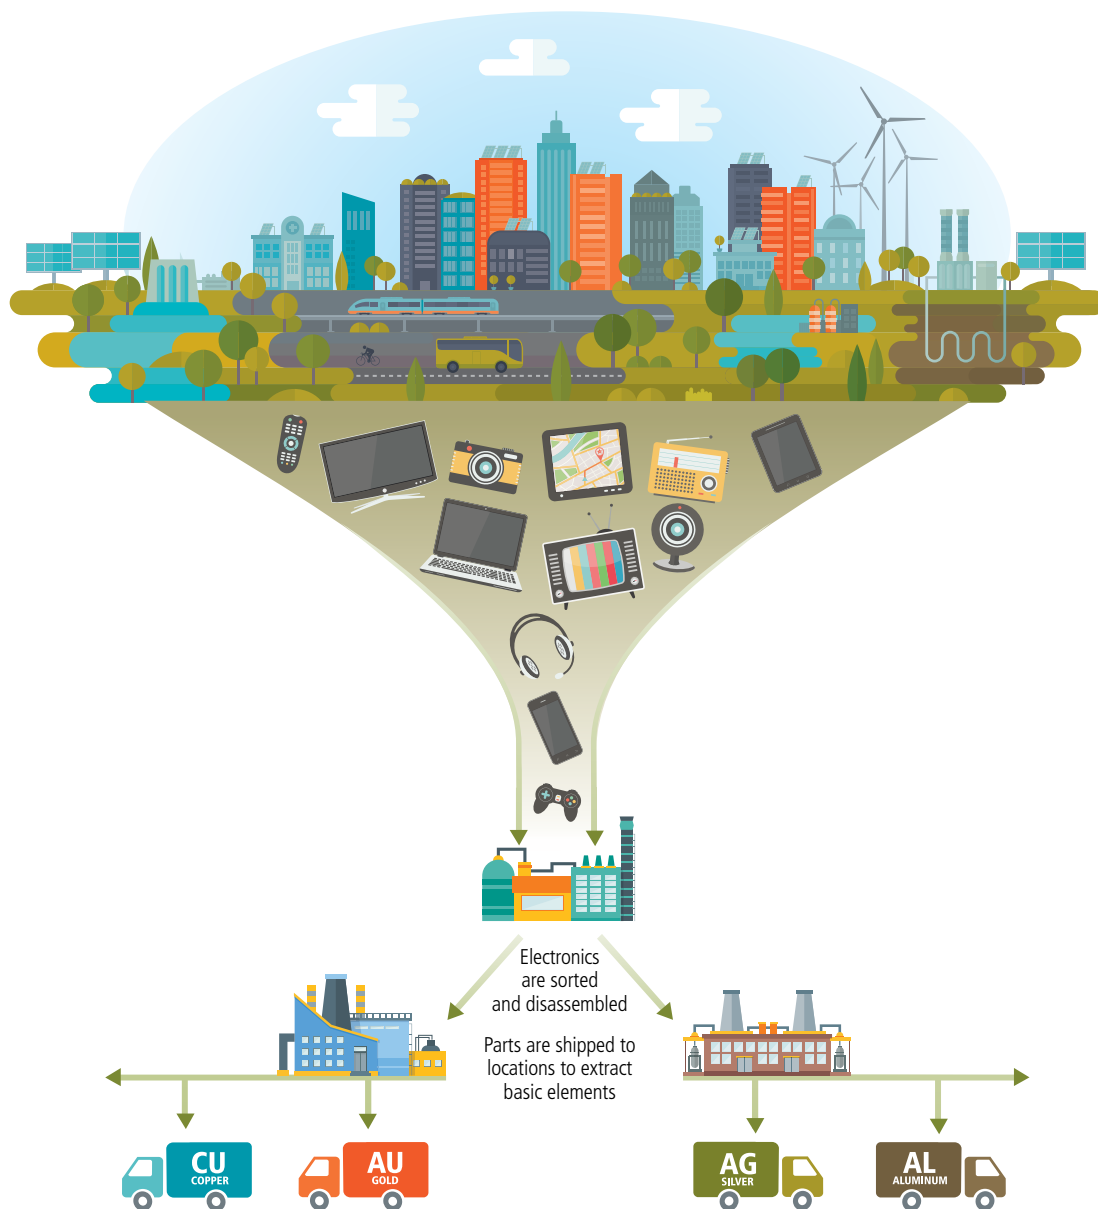 Electronics
are sorted
and disassembled
Parts are shipped to
locations to extract
basic elements
CU
COPPER
AU
GOLD
AG
SILVER
AL
ALUMINUM